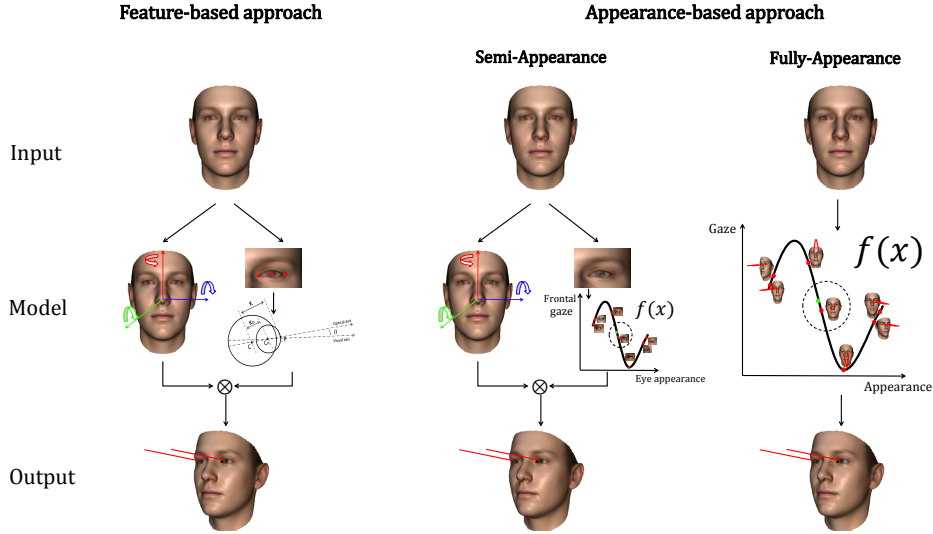 Feature-based approach
Appearance-based approach
Semi-Appearance
Fully-Appearance
Input
Model
Gaze
f(x)
Appearance
Frontal
gaze
f(x)
Eye appearance
Output